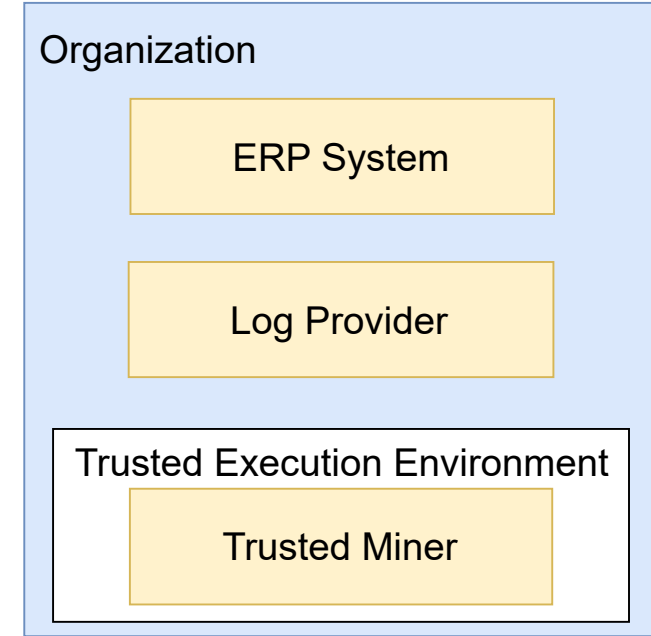 Organization
ERP System
Log Provider
Trusted Execution Environment
Trusted Miner